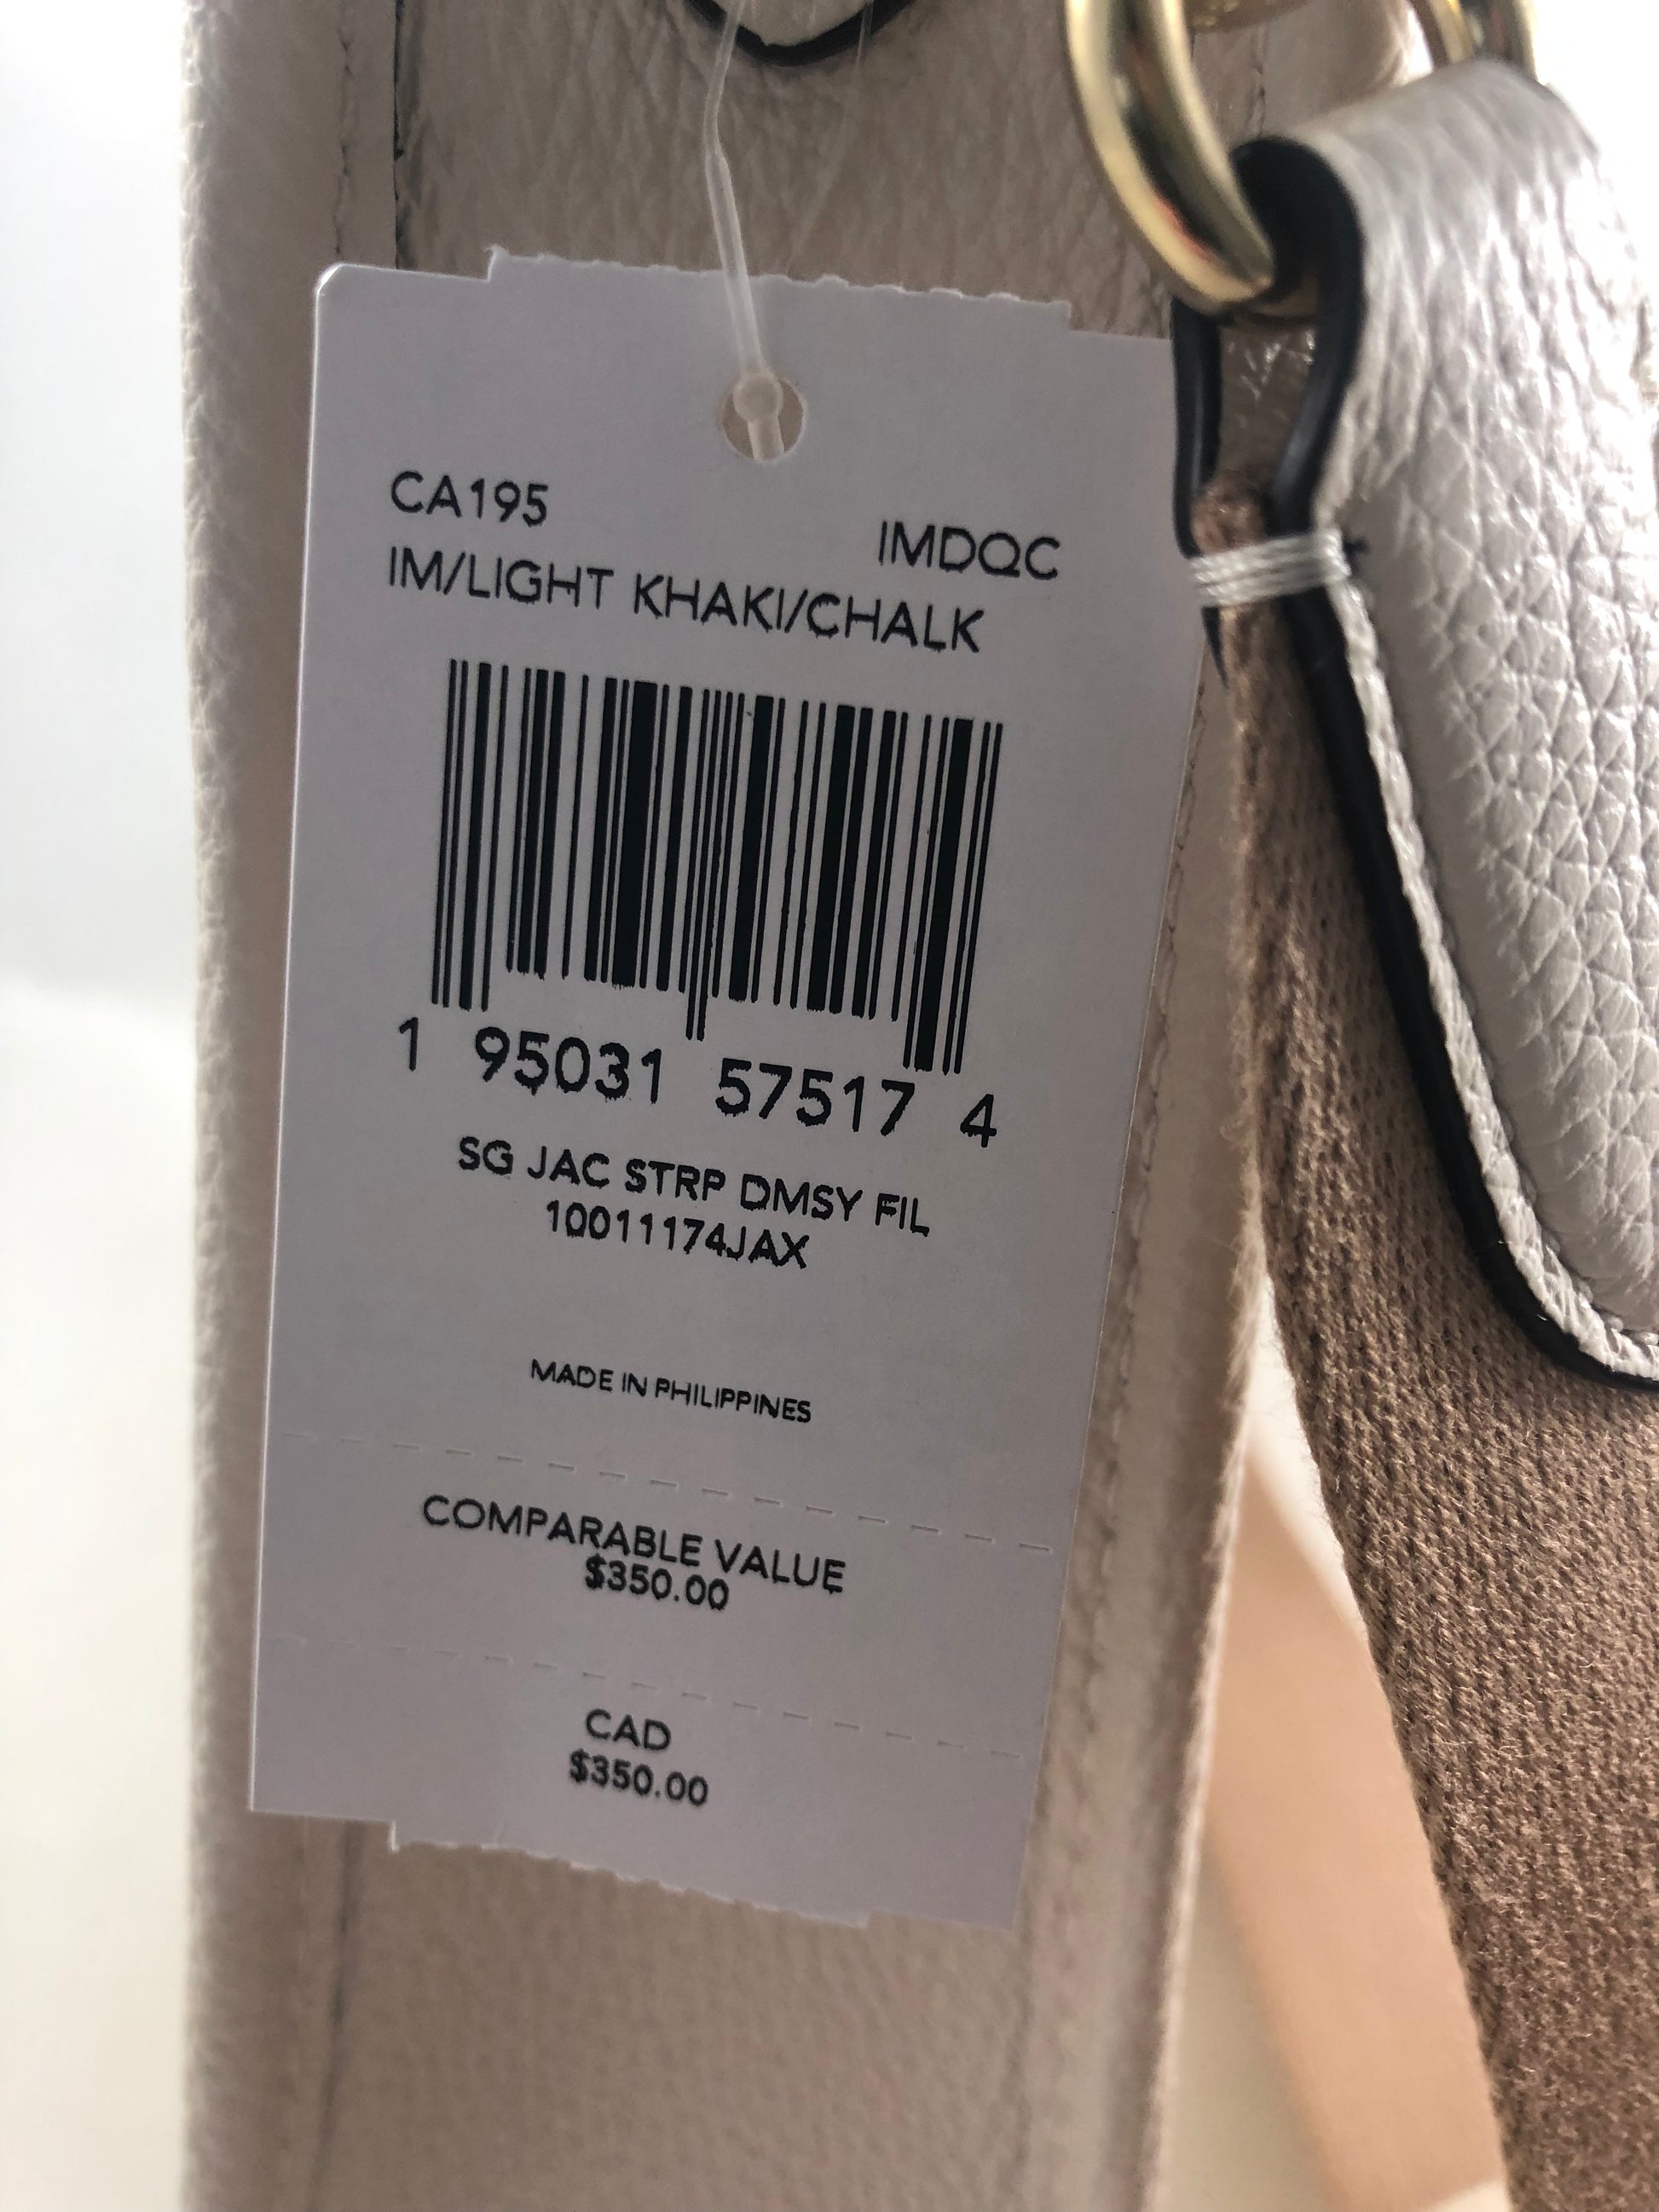 CA195
IMDQC
IM/LIGHT KHAKI/CHALK
1 95031 57517 4
SG JAC STRP DMSY FIL
10011174JAX
MADE IN PHILIPPINES
COMPARABLE VALUE
$350.00
CAD
$350.00